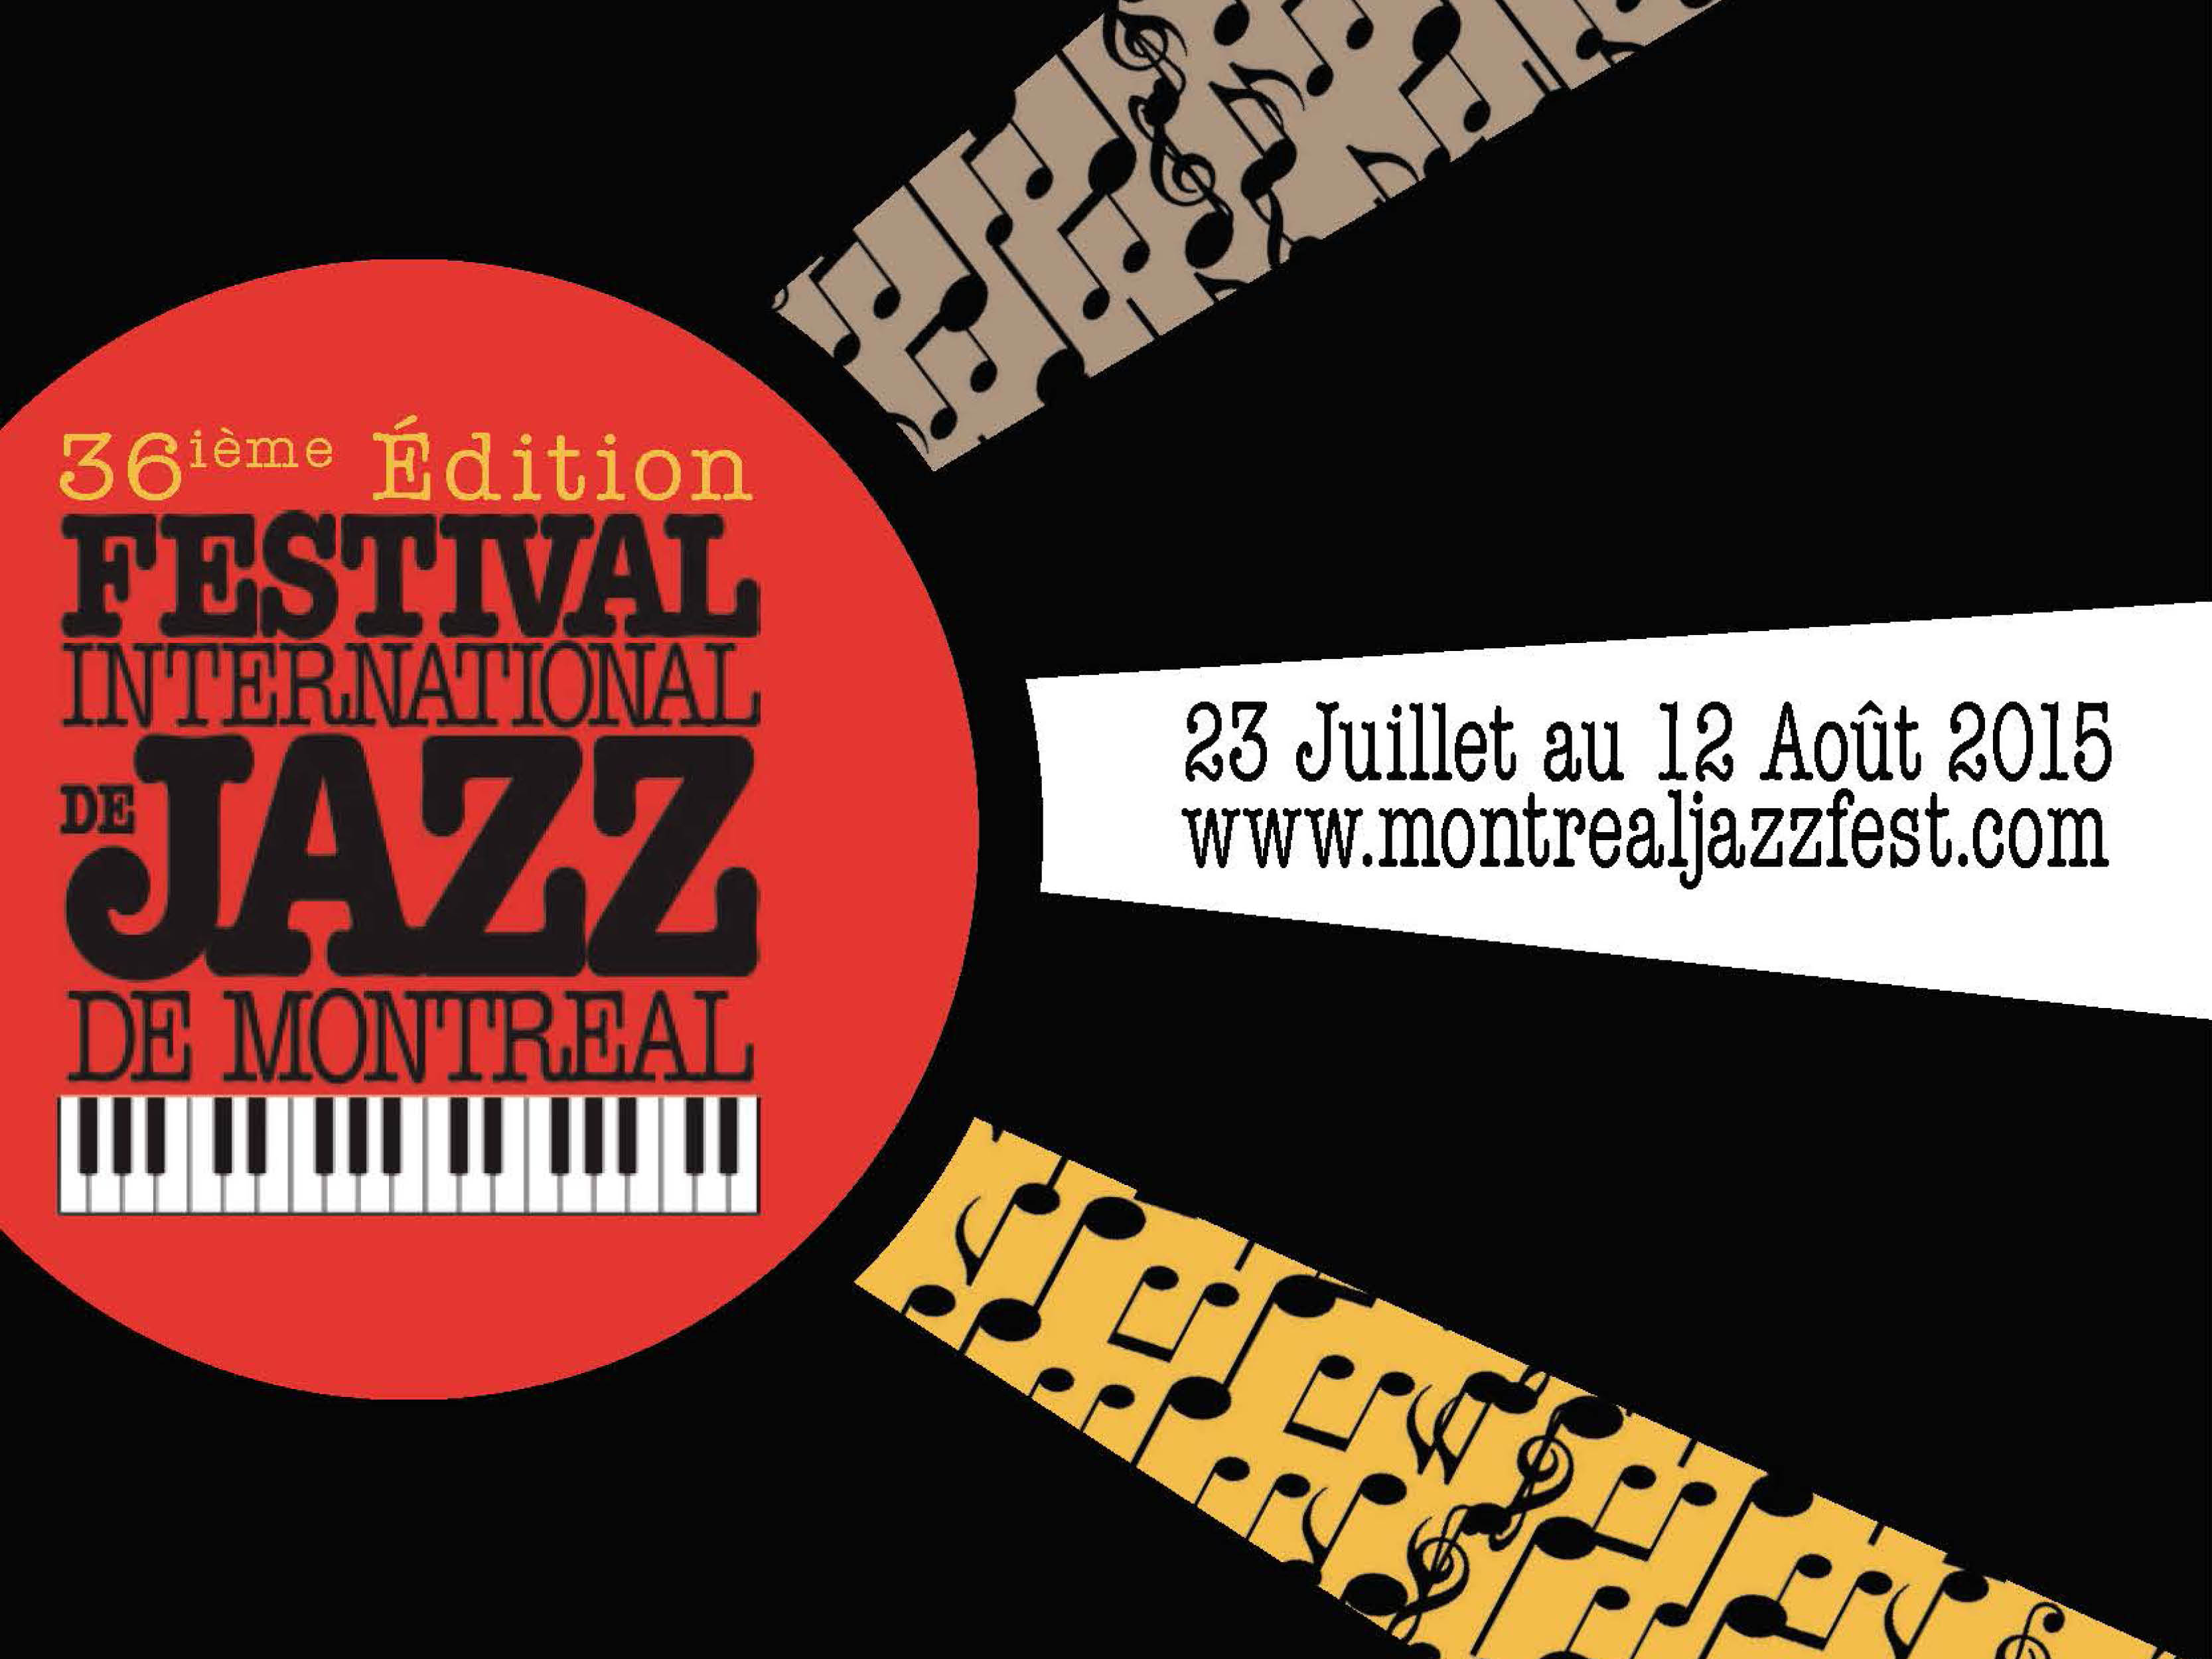 36ième Édition
FESTIVAL
INTERNATIONAL
DE JAZZ
DE MONTREAL
23 Juillet au 12 Août 2015
www.montrealjazzfest.com